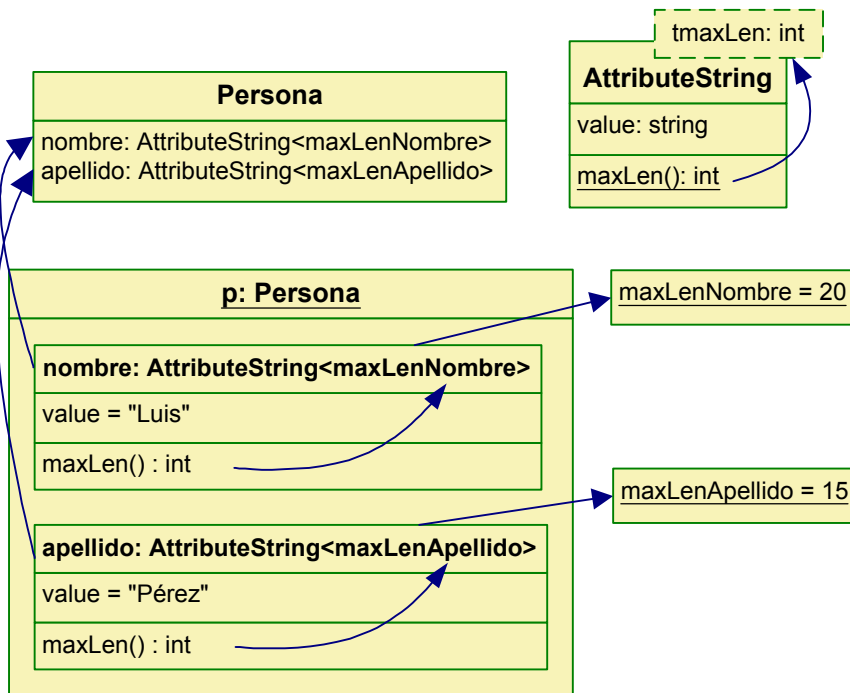 tmaxLen: int
AttributeString
value: string
maxLen(): int
Persona
nombre: AttributeString<maxLenNombre>
apellido: AttributeString<maxLenApellido>
p: Persona
maxLenNombre = 20
nombre: AttributeString<maxLenNombre>
value = "Luis"
maxLen() : int
maxLenApellido = 15
apellido: AttributeString<maxLenApellido>
value = "Pérez"
maxLen() : int